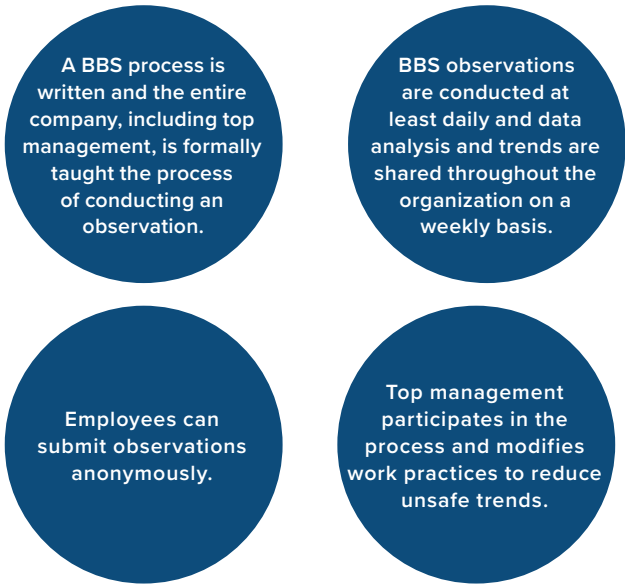 A BBS process is
written and the entire
company, including top
management, is formally
taught the process
of conducting an
observation.
BBS observations
are conducted at
least daily and data
analysis and trends are
shared throughout the
organization on a
weekly basis.
Employees can
submit observations
anonymously.
Top management
participates in the
process and modifies
work practices to reduce
unsafe trends.